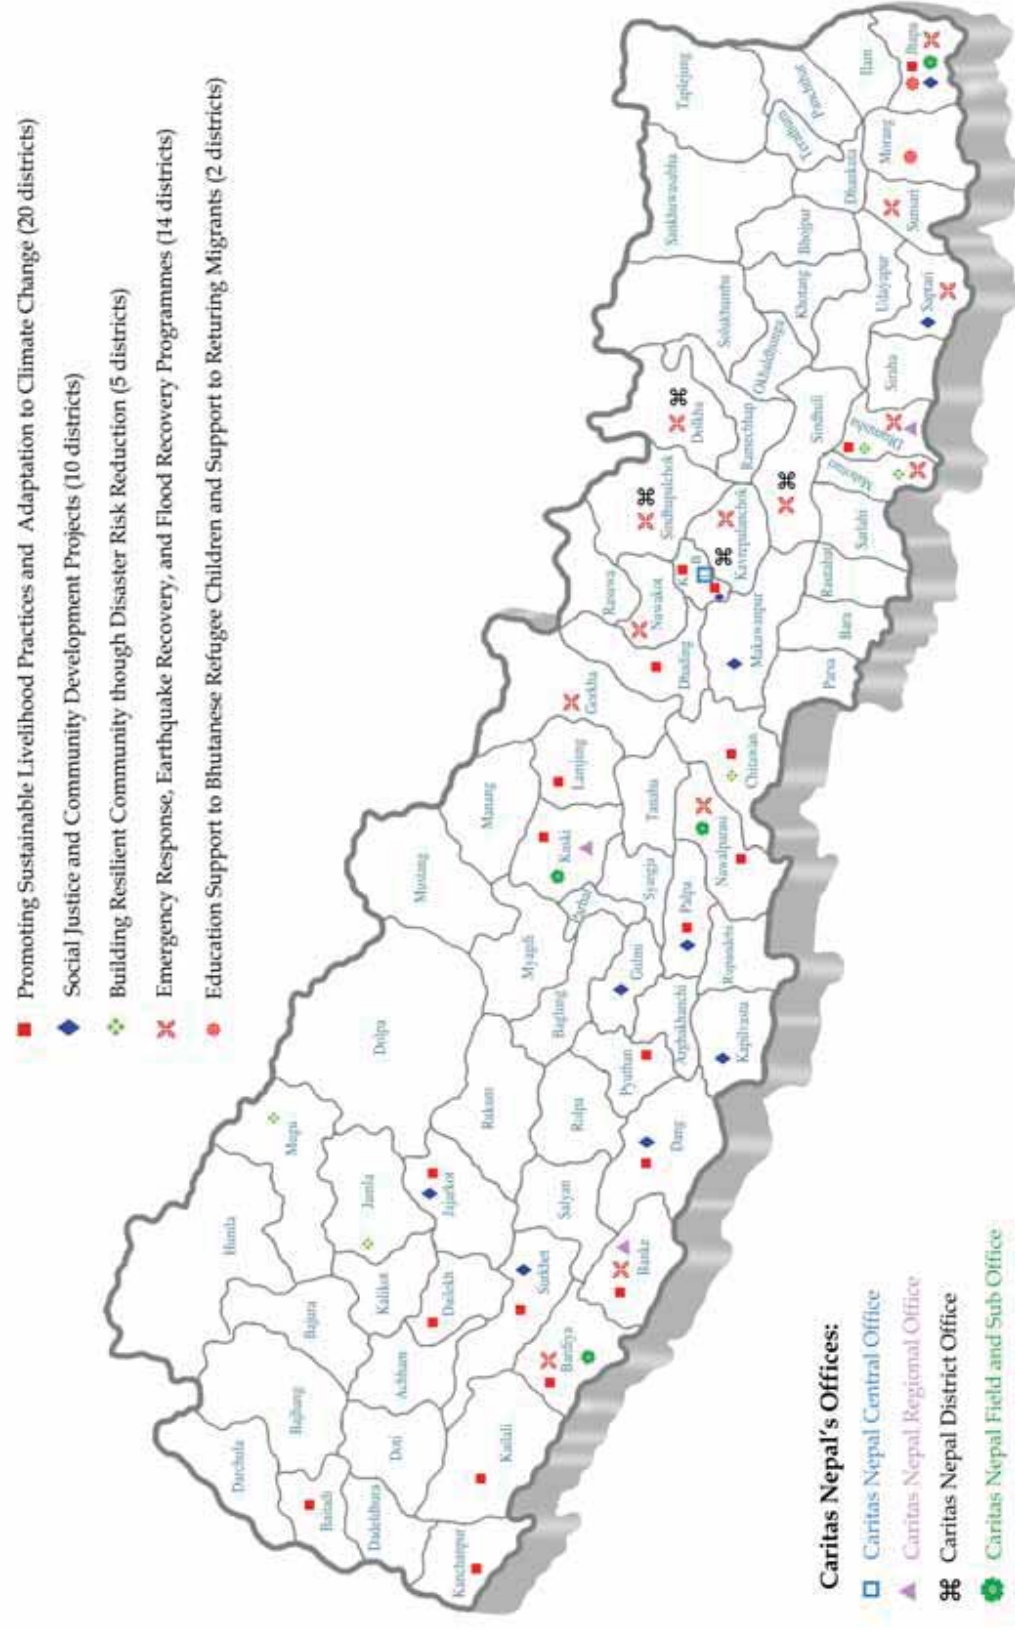 Promoting Sustainable Livelihood Practices and Adaptation to Climate Change (20 districts)
Social Justice and Community Development Projects (10 districts)
Building Resilient Community though Disaster Risk Reduction (5 districts)
Emergency Response, Earthquake Recovery, and Flood Recovery Programmes (14 districts)
Education Support to Bhutanese Refugee Children and Support to Returing Migrants (2 districts)
Darchula
Humla
Bajhang
Bajura
Mugu
Baitadi
Dadeldhura
Doti
Achham
Kalikot
Jumla
Dolpa
Mustang
Kanchanpur
Kailali
Dailekh
Jajarkot
Rukum
Myagdi
Manang
Bardiya
Surkhet
Salyan
Rolpa
Baglung
Parbat
Kaski
Lamjung
Gorkha
Banke
Dang
Pyuthan
Gulmi
Syangja
Tanahu
Dhading
Nuwakot
Rasuwa
Sindhupalchok
Dolkha
Arghakhanchi
Palpa
Kapilvastu
Rupandehi
Nawalparasi
Chitawan
Makawanpur
K
B
Kavrepalanchok
Ramechhap
Solukhumbu
Sankhuwasabha
Taplejung
Parsa
Bara
Rautahat
Sarlahi
Mahottari
Dhanusha
Sindhuli
Okhaldhunga
Khotang
Bhojpur
Terathum
Panchthar
Siraha
Udayapur
Saptari
Dhankuta
Sunsari
Morang
Ilam
Jhapa
Caritas Nepal's Offices:
Caritas Nepal Central Office
Caritas Nepal Regional Office
Caritas Nepal District Office
Caritas Nepal Field and Sub Office